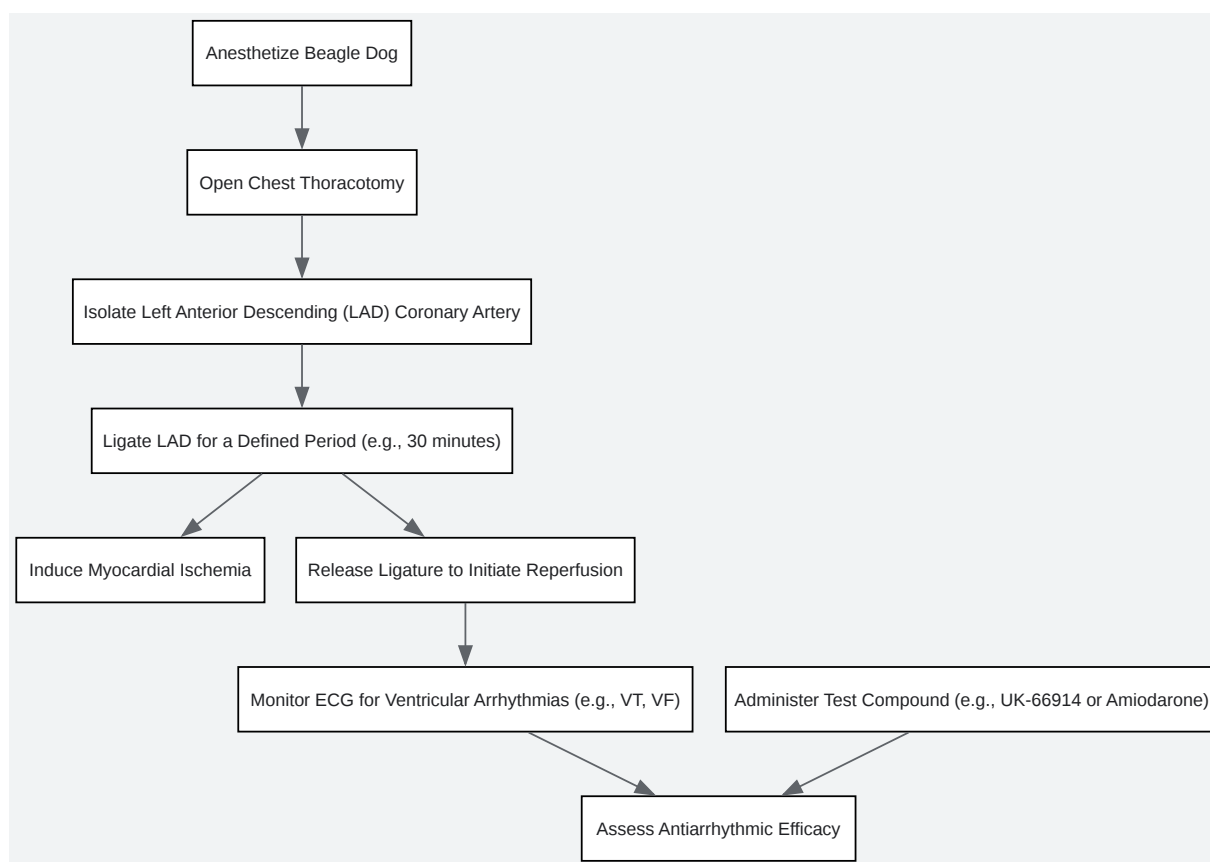 Anesthetize Beagle Dog
Open Chest Thoracotomy
Isolate Left Anterior Descending (LAD) Coronary Artery
Ligate LAD for a Defined Period (e.g., 30 minutes)
Induce Myocardial Ischemia
Release Ligature to Initiate Reperfusion
Monitor ECG for Ventricular Arrhythmias (e.g., VT, VF)
Administer Test Compound (e.g., UK-66914 or Amiodarone)
Assess Antiarrhythmic Efficacy